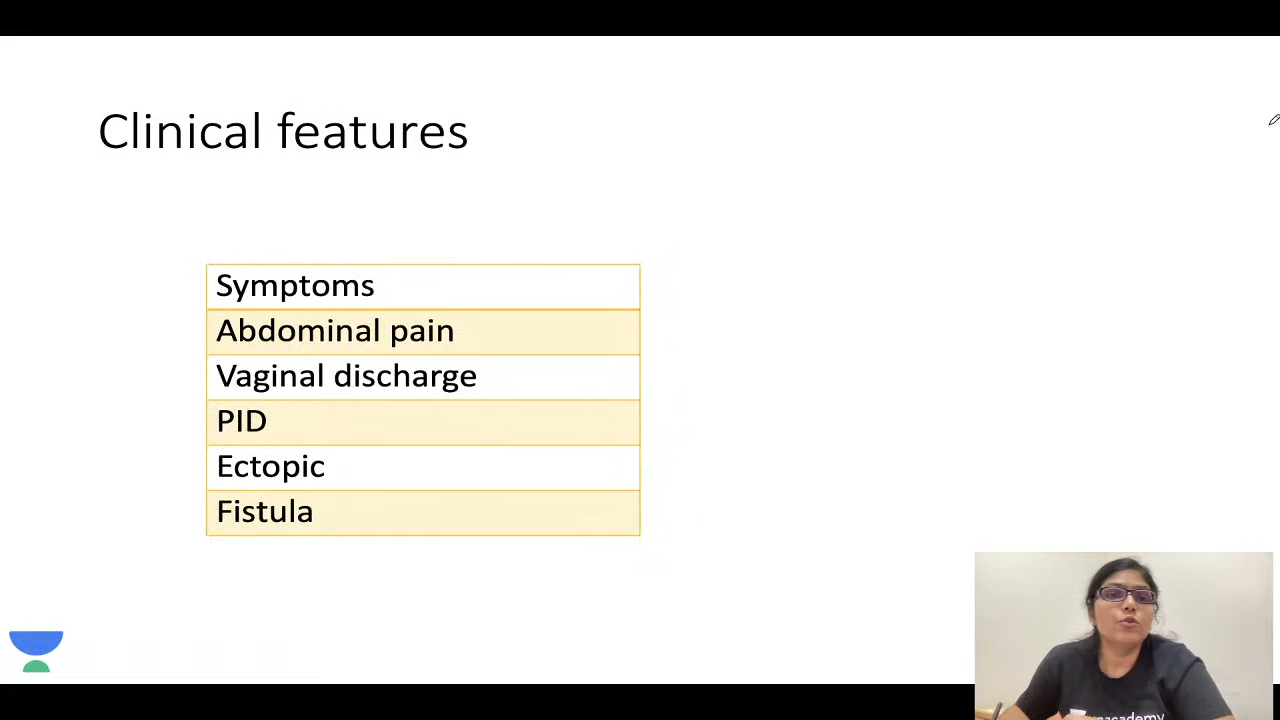 Clinical features
Symptoms
Abdominal pain
Vaginal discharge
PID
Ectopic
Fistula